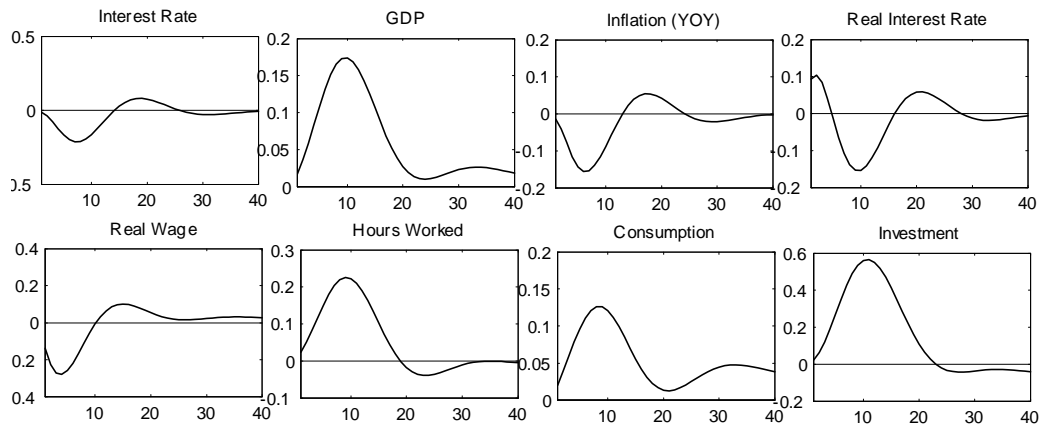 Interest Rate
0.5
0
0.5
10 20 30 40
GDP
0.2
0.15
0.1
0.05
0
10 20 30 40
Inflation (YOY)
0.2
0.1
0
-0.1
-0.2
10 20 30 40
Real Interest Rate
0.2
0.1
0
-0.1
-0.2
10 20 30 40
Real Wage
0.4
0.2
0
0.2
0.4
10 20 30 40
Hours Worked
0.3
0.2
0.1
0
-0.1
10 20 30 40
Consumption
0.2
0.15
0.1
0.05
0
10 20 30 40
Investment
0.6
0.4
0.2
0
-0.2
10 20 30 40